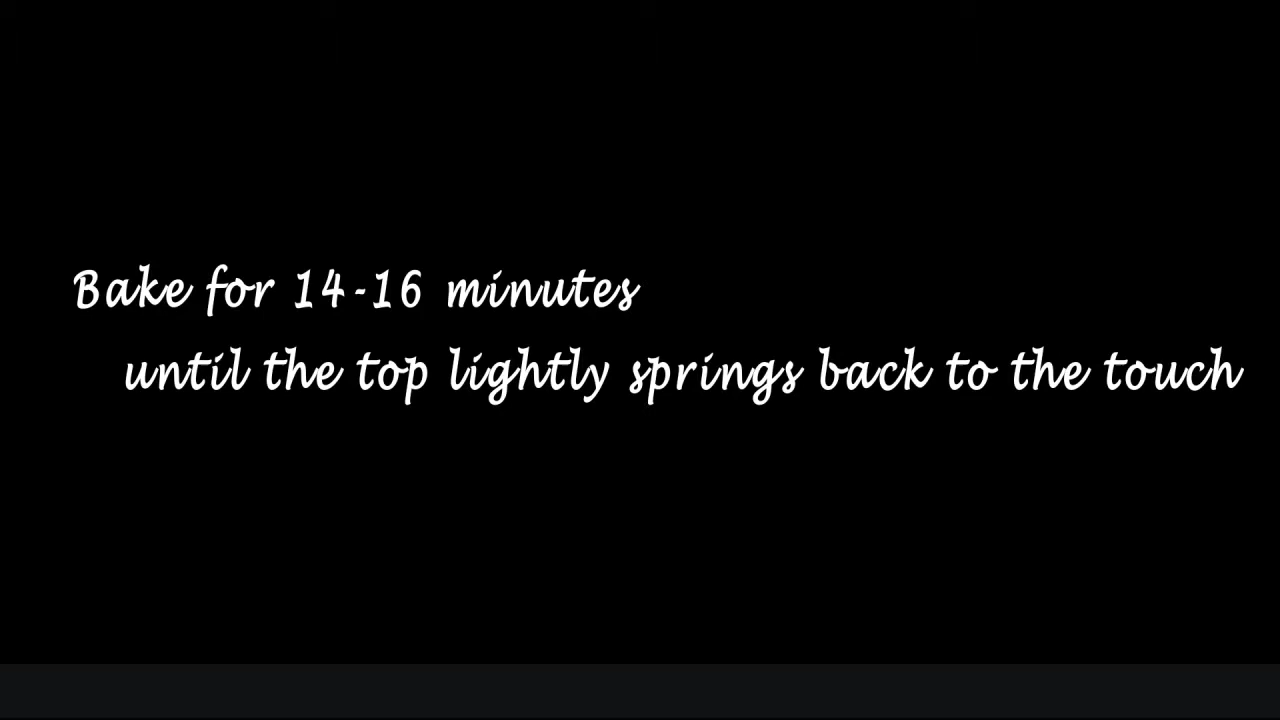 Bake for 14-16 minutes
until the top lightly springs back to the touch